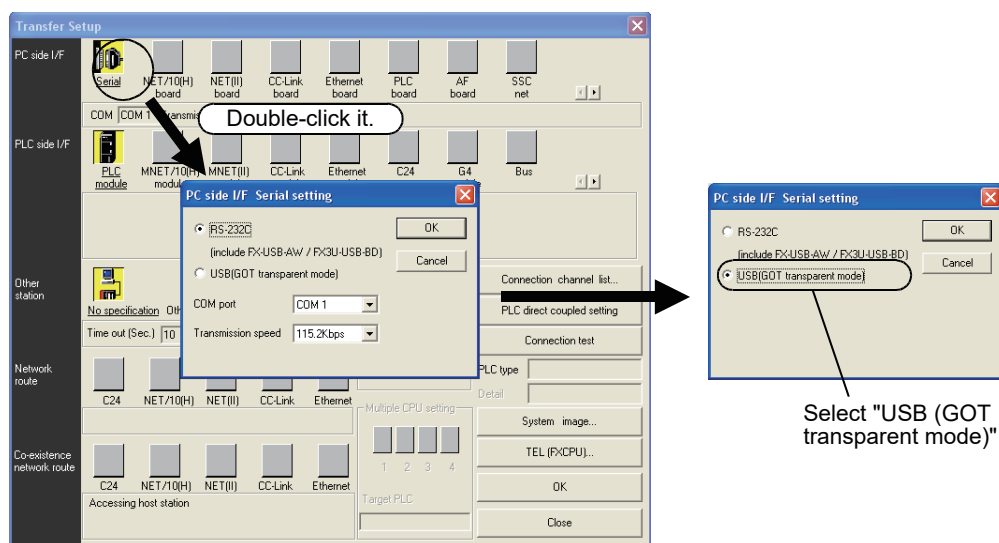 Transfer Setup
PC side I/F
Serial
NET/10(H)
board
NET(II)
board
CC-Link
board
Ethernet
board
PLC
board
AF
board
SSC
net
COM COM 1
Double-click it.
PLC side I/F
PLC
module
MNET/10(H)
MNET(II)
CC-Link
Ethernet
C24
G4
Bus
PC side I/F Serial setting
RS-232C
(include FX-USB-AW / FX3U-USB-BD)
USB(GOT transparent mode)
OK
Cancel
COM port
COM 1
Transmission speed
115.2Kbps
Other
station
No specification
Time out (Sec.) 10
Connection channel list...
PLC direct coupled setting
Connection test
PLC type
Detail
System image...
TEL (FXCPU)...
OK
Close
Network
route
C24
NET/10(H)
NET(II)
CC-Link
Ethernet
Multiple CPU setting
1 2 3 4
Target PLC
Co-existence
network route
C24
NET/10(H)
NET(II)
CC-Link
Ethernet
Accessing host station
PC side I/F Serial setting
RS-232C
(include FX-USB-AW / FX3U-USB-BD)
USB(GOT transparent mode)
OK
Cancel
Select "USB (GOT
transparent mode)"